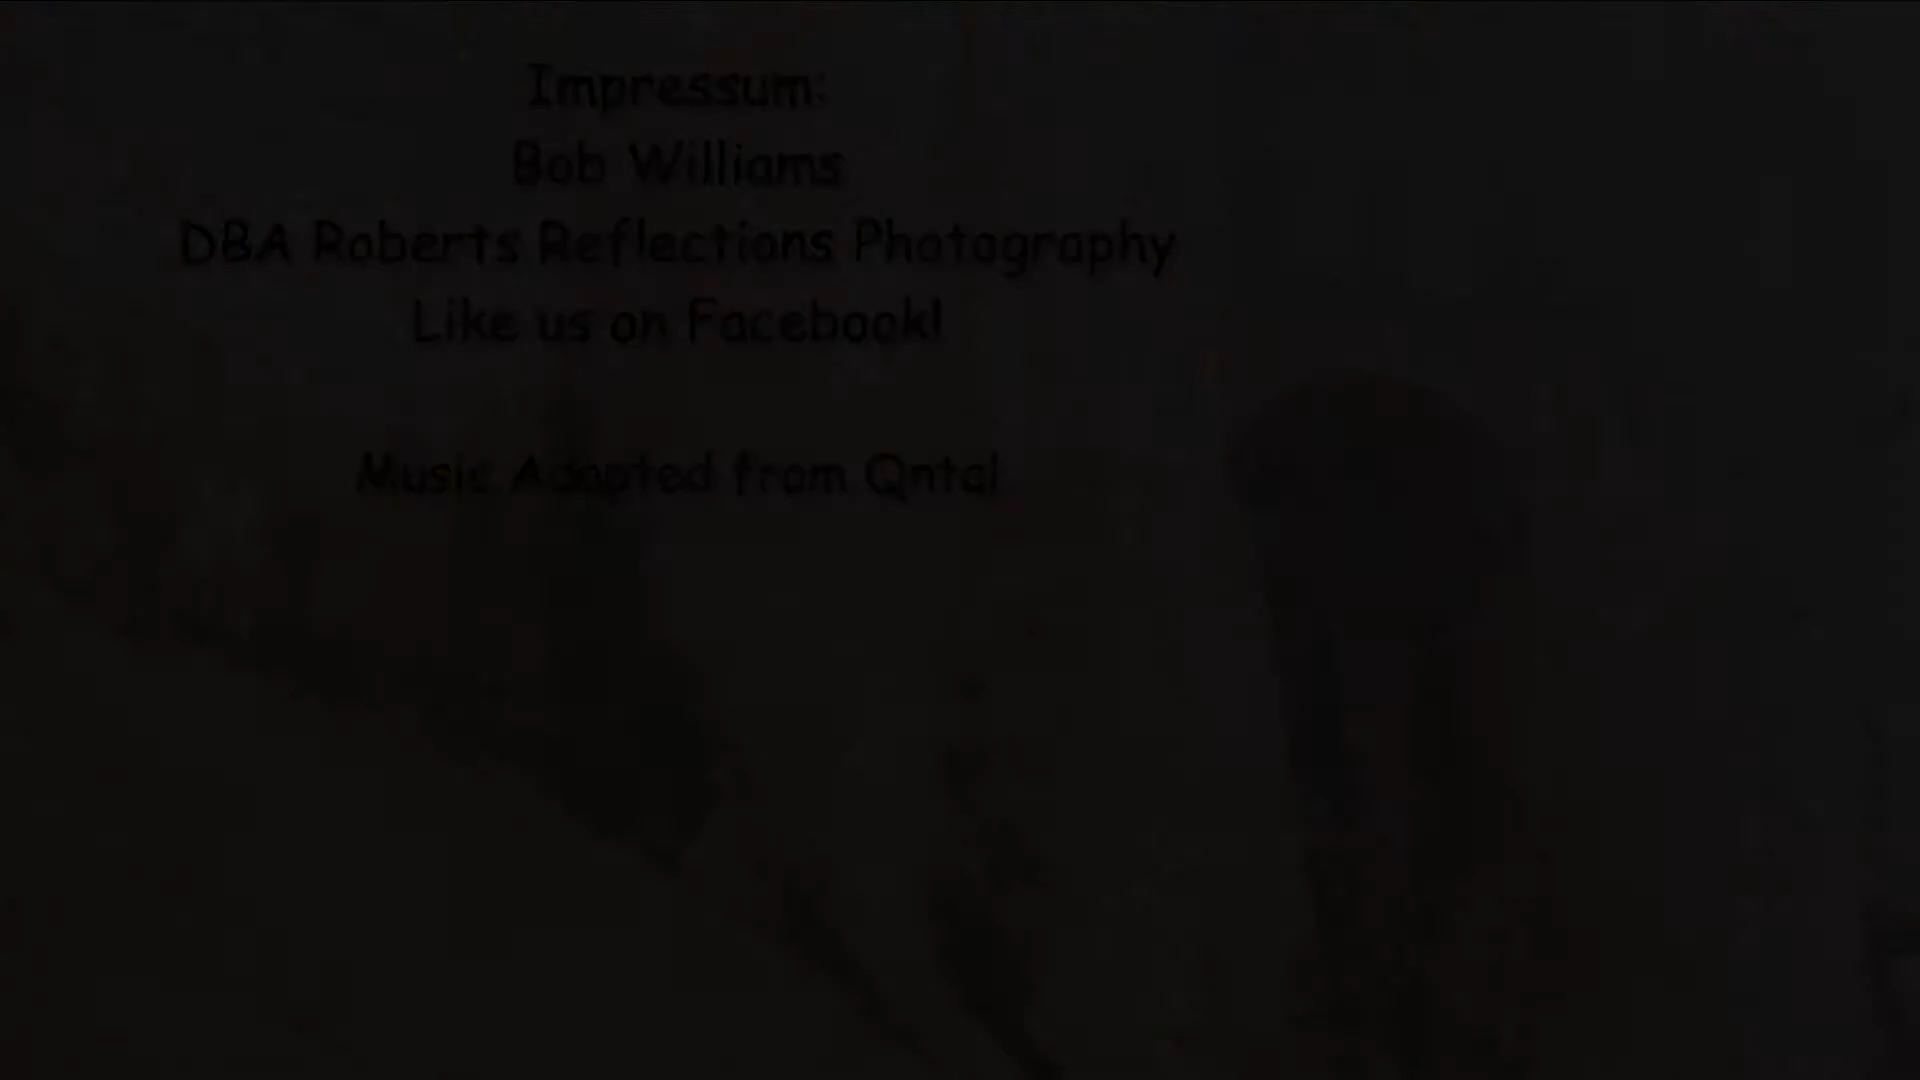 Impressum:
Bob Williams
DBA Roberts Reflections Photography
Like us on Facebook!
Music Adapted from Qntal